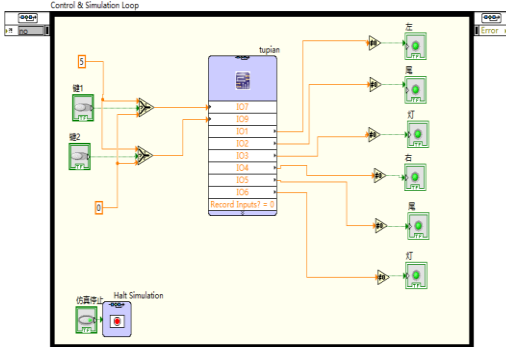 Control & Simulation Loop
Error
左
tupian
尾
5
键1
IO7
IO9
灯
IO1
键2
IO2
IO3
右
IO4
IO5
IO6
0
尾
Record Inputs? = 0
灯
仿真停止
Halt Simulation